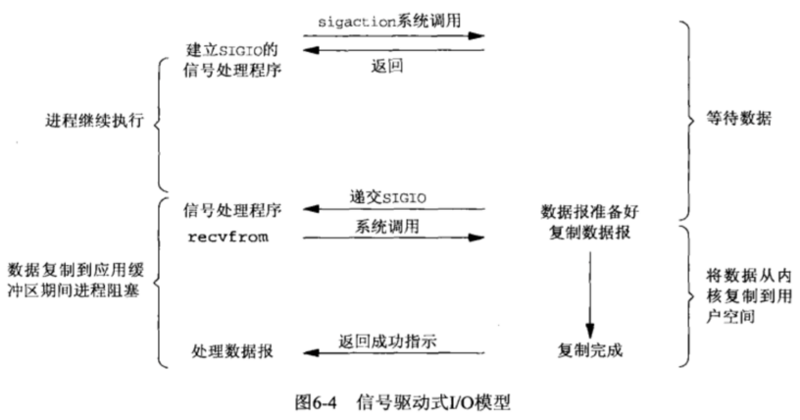 sigaction系统调用
建立SIGIO的
信号处理程序
返回
进程继续执行
等待数据
递交SIGIO
信号处理程序
数据报准备好
系统调用
recvfrom
复制数据报
数据复制到应用缓
冲区期间进程阻塞
将数据从内
核复制到用
户空间
返回成功指示
处理数据报
复制完成
图6-4 信号驱动式I/O模型